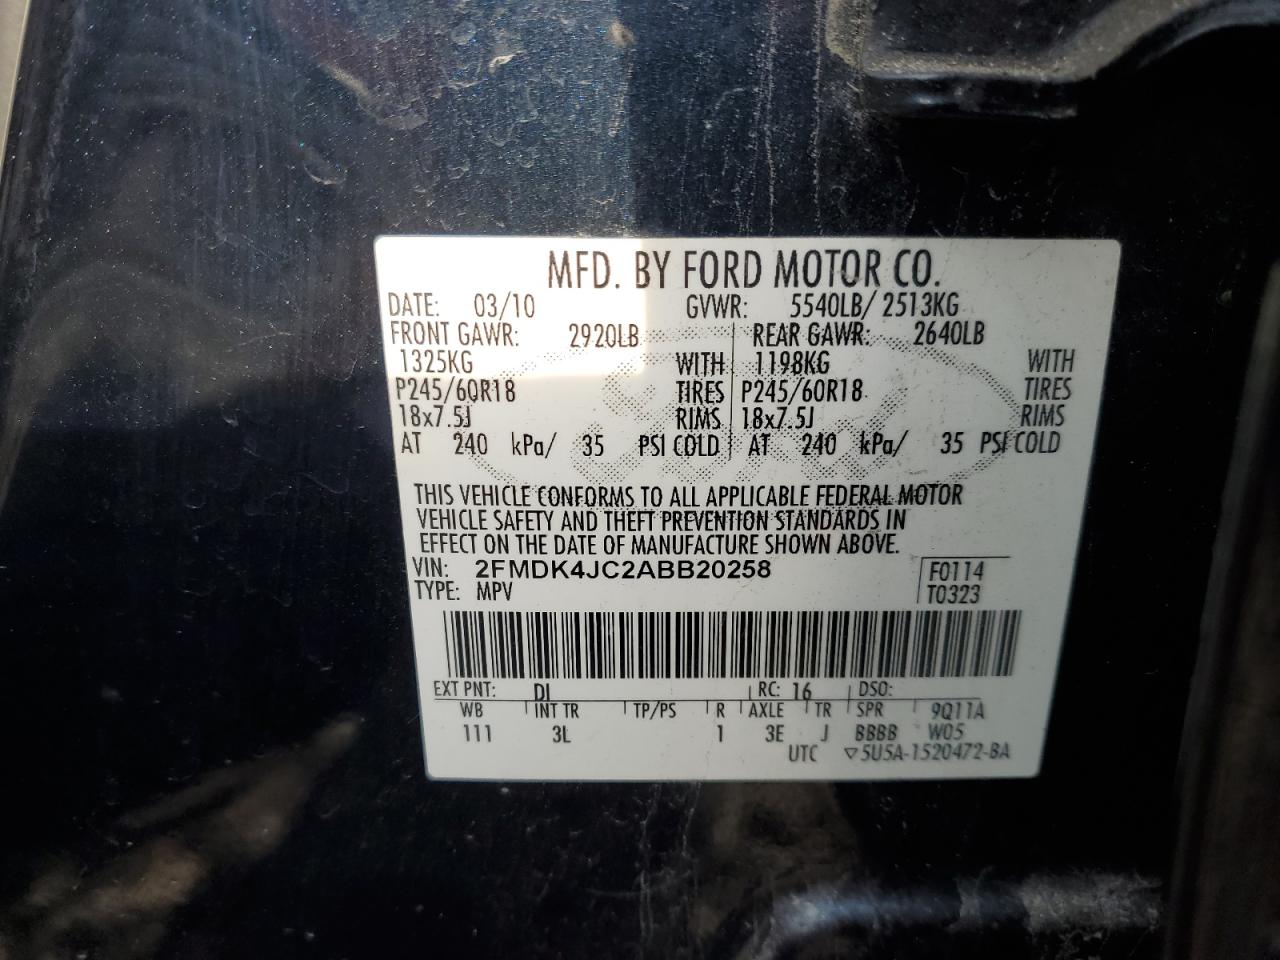 MFD. BY FORD MOTOR CO.
DATE: 03/10 GVWR: 5540LB/ 2513KG
FRONT GAWR: 2920LB REAR GAWR: 2640LB
1325KG WITH 1198KG WITH
P245/60R18 TIRES P245/60R18 TIRES
18x7.5J RIMS 18x7.5J RIMS
AT 240 kPa/ 35 PSI COLD AT 240 kPa/ 35 PSI COLD
THIS VEHICLE CONFORMS TO ALL APPLICABLE FEDERAL MOTOR
VEHICLE SAFETY AND THEFT PREVENTION STANDARDS IN
EFFECT ON THE DATE OF MANUFACTURE SHOWN ABOVE.
VIN: 2FMDK4JC2ABB20258 F0114
TYPE: MPV T0323
EXT PNT: DI RC: 16 DSO:
WB INT TR TP/PS R AXLE TR SPR 9Q11A
111 3L 1 3E J BBBB W05
UTC ▽5U5A-1520472-BA